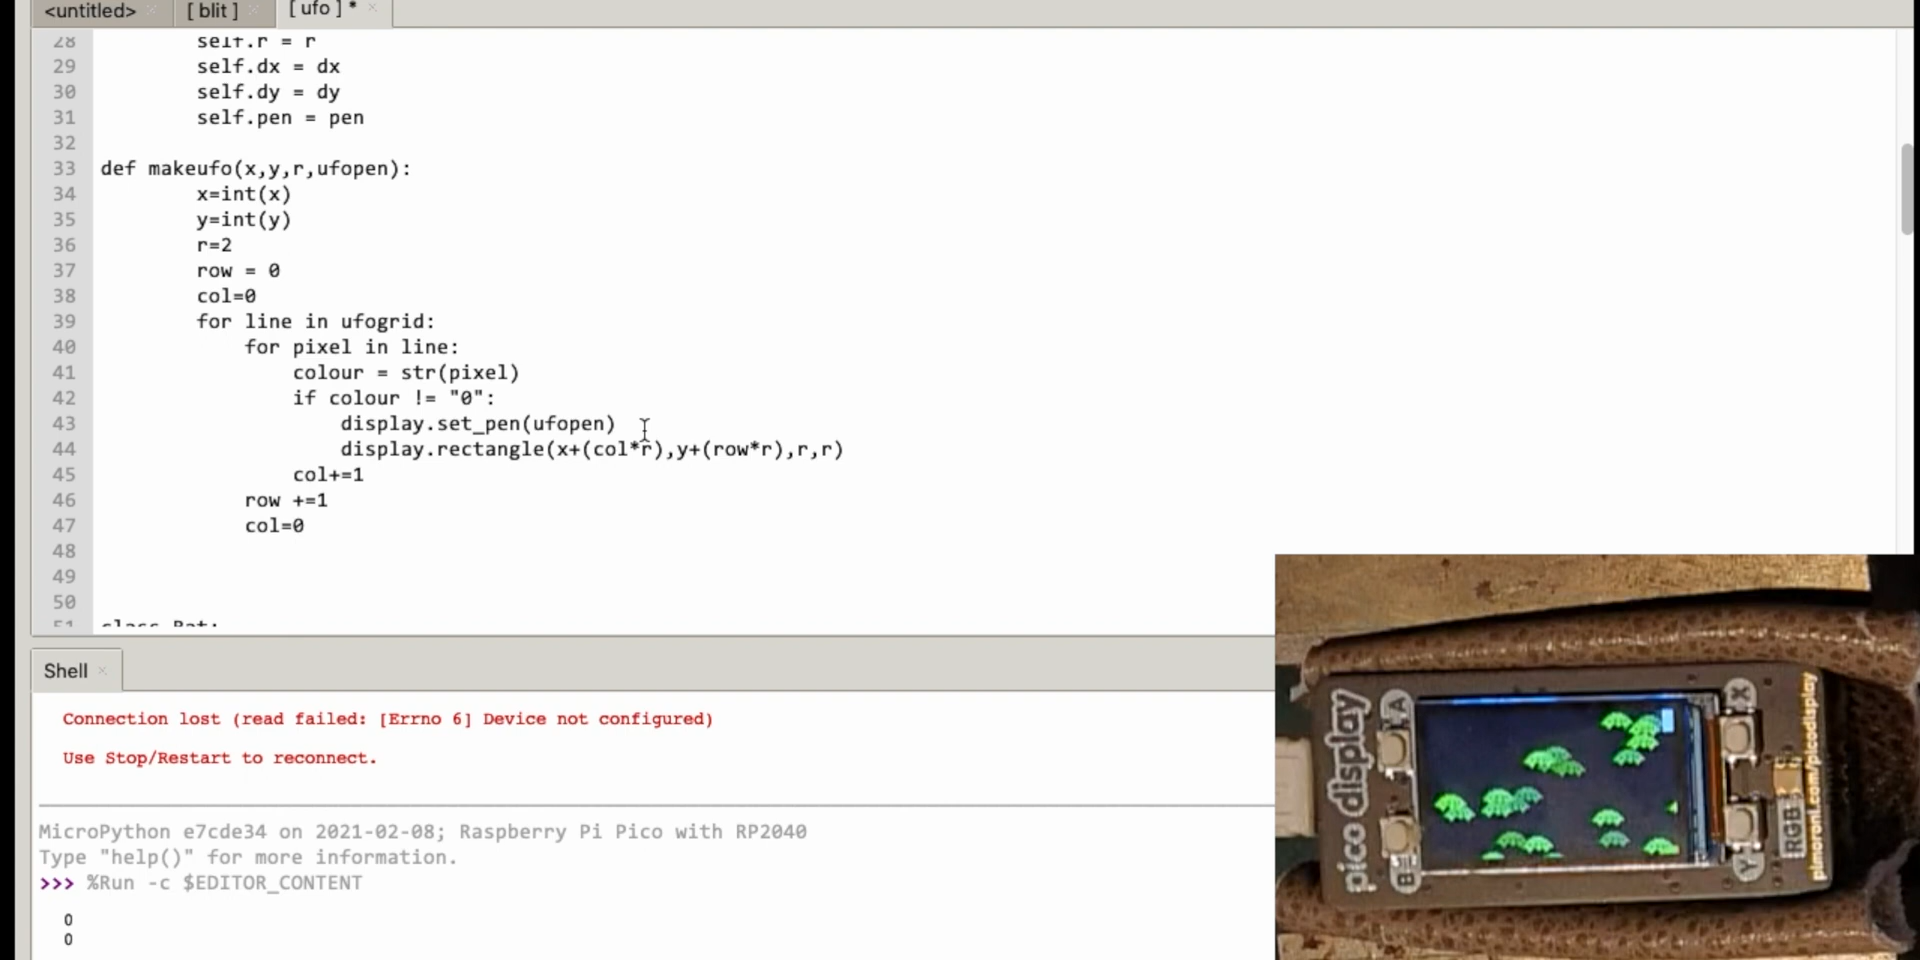 <untitled>
[ blit ]
[ ufo ] *
28 self.r = r
29 self.dx = dx
30 self.dy = dy
31 self.pen = pen
32
33 def makeufo(x,y,r,ufopen):
34 x=int(x)
35 y=int(y)
36 r=2
37 row = 0
38 col=0
39 for line in ufogrid:
40 for pixel in line:
41 colour = str(pixel)
42 if colour != "0":
43 display.set_pen(ufopen)
44 display.rectangle(x+(col*r),y+(row*r),r,r)
45 col+=1
46 row +=1
47 col=0
48
49
50
51 class Bat:
Shell
Connection lost (read failed: [Errno 6] Device not configured)
Use Stop/Restart to reconnect.
MicroPython e7cde34 on 2021-02-08; Raspberry Pi Pico with RP2040
Type "help()" for more information.
>>> %Run -c $EDITOR_CONTENT
0
0
pico display
A
B
X
Y
RGB
pimoroni.com/picodisplay